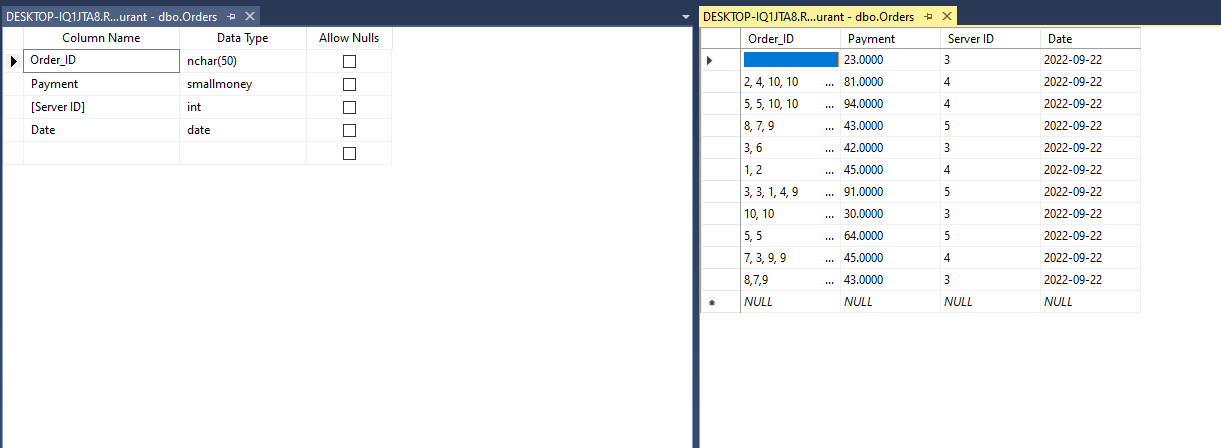 DESKTOP-IQ1JTA8.R...urant - dbo.Orders
Column Name Data Type Allow Nulls
Order_ID nchar(50)
Payment smallmoney
[Server ID] int
Date date
DESKTOP-IQ1JTA8.R...urant - dbo.Orders
Order_ID Payment Server ID Date
23.0000 3 2022-09-22
2, 4, 10, 10 ... 81.0000 4 2022-09-22
5, 5, 10, 10 ... 94.0000 4 2022-09-22
8, 7, 9 ... 43.0000 5 2022-09-22
3, 6 ... 42.0000 3 2022-09-22
1, 2 ... 45.0000 4 2022-09-22
3, 3, 1, 4, 9 ... 91.0000 5 2022-09-22
10, 10 ... 30.0000 3 2022-09-22
5, 5 ... 64.0000 5 2022-09-22
7, 3, 9, 9 ... 45.0000 4 2022-09-22
8,7,9 ... 43.0000 3 2022-09-22
NULL NULL NULL NULL